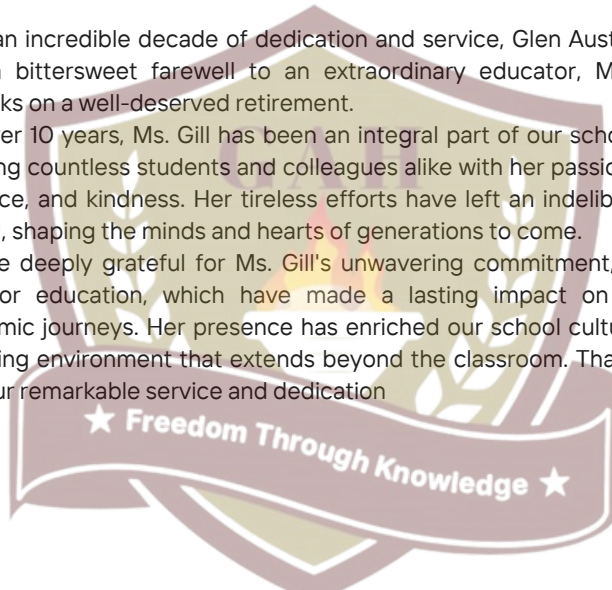 an incredible decade of dedication and service, Glen Aust
bittersweet farewell to an extraordinary educator, M
ks on a well-deserved retirement.
er 10 years, Ms. Gill has been an integral part of our scho
ng countless students and colleagues alike with her passio
ce, and kindness. Her tireless efforts have left an indelib
, shaping the minds and hearts of generations to come.
e deeply grateful for Ms. Gill's unwavering commitment,
or education, which have made a lasting impact on
mic journeys. Her presence has enriched our school cultu
ing environment that extends beyond the classroom. Tha
ur remarkable service and dedication
GAH
★ Freedom Through Knowledge ★